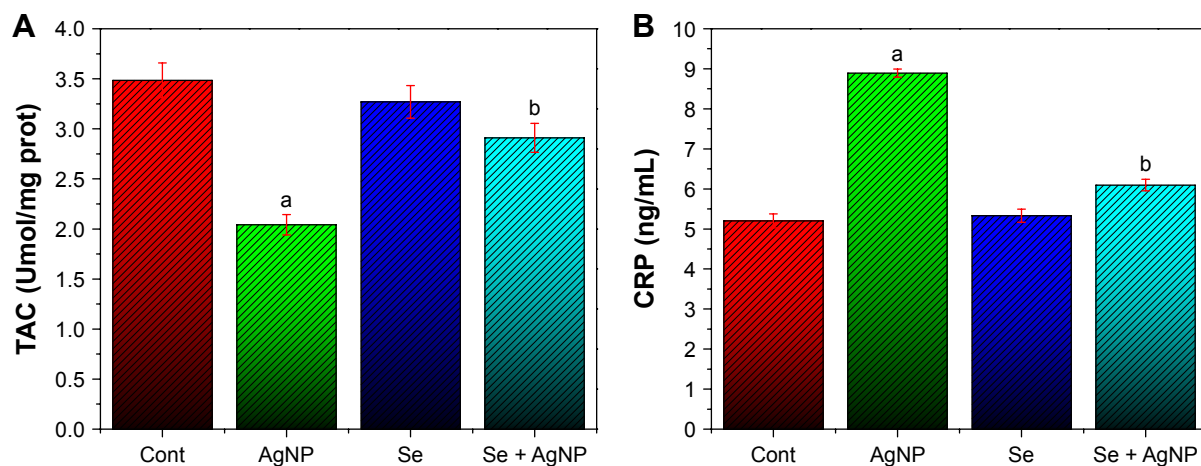 A
TAC (Umol/mg prot)
4.0
3.5
3.0
2.5
2.0
1.5
1.0
0.5
0.0
a
b
Cont AgNP Se Se + AgNP
B
CRP (ng/mL)
10
9
8
7
6
5
4
3
2
1
0
a
b
Cont AgNP Se Se + AgNP